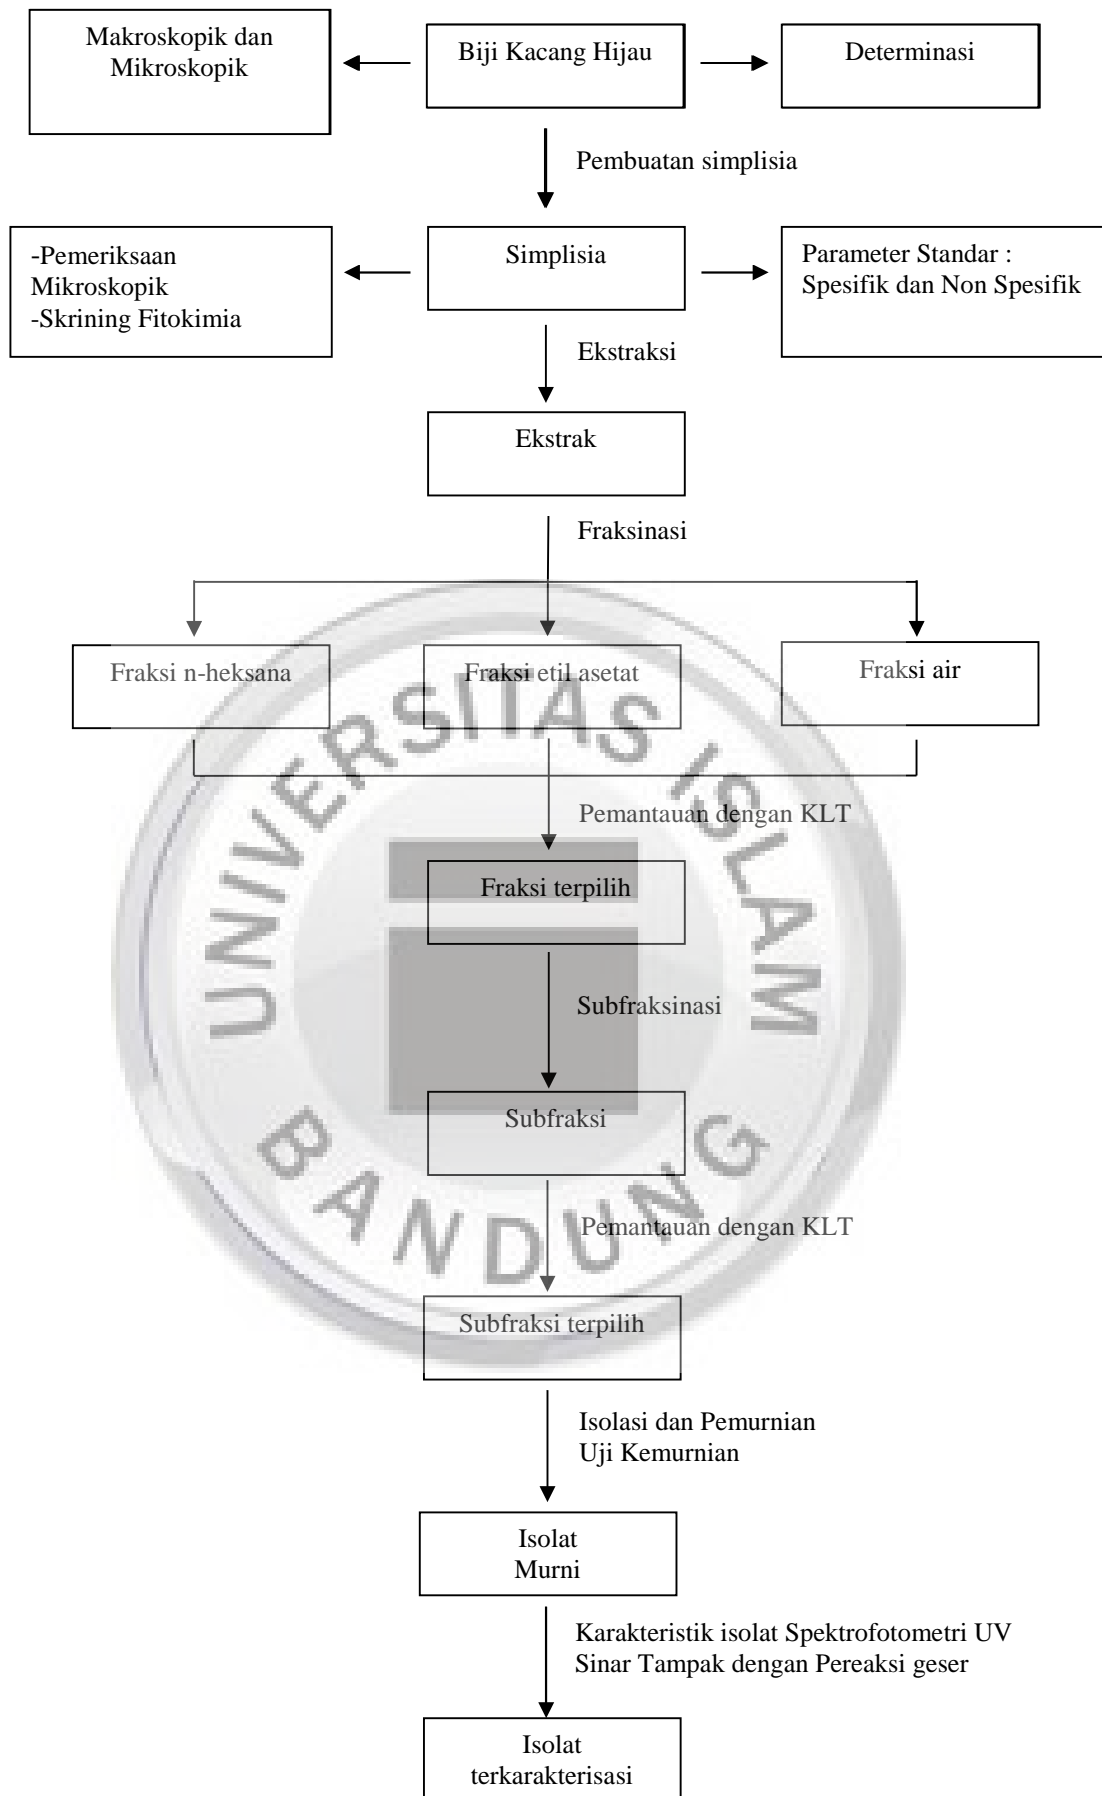 Makroskopik dan
Mikroskopik
Biji Kacang Hijau
Determinasi
Pembuatan simplisia
-Pemeriksaan
Mikroskopik
-Skrining Fitokimia
Simplisia
Parameter Standar :
Spesifik dan Non Spesifik
Ekstraksi
Ekstrak
Fraksinasi
Fraksi n-heksana
Fraksi etil asetat
Fraksi air
Pemantauan dengan KLT
Fraksi terpilih
Subfraksinasi
Subfraksi
Pemantauan dengan KLT
Subfraksi terpilih
Isolasi dan Pemurnian
Uji Kemurnian
Isolat
Murni
Karakteristik isolat Spektrofotometri UV
Sinar Tampak dengan Pereaksi geser
Isolat
terkarakterisasi
UNIVERSITAS ISLAM
BANDUNG